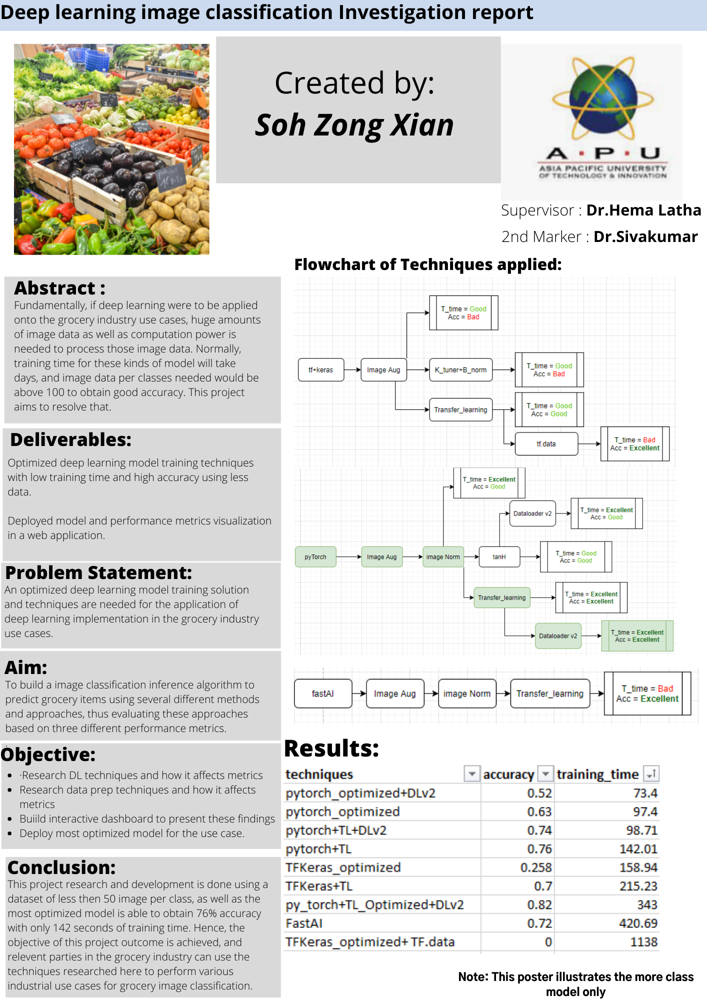 Deep learning image classification Investigation report
Created by:
Soh Zong Xian
A · P · U
ASIA PACIFIC UNIVERSITY
OF TECHNOLOGY & INNOVATION
Supervisor : Dr.Hema Latha
2nd Marker : Dr.Sivakumar
Abstract :
Fundamentally, if deep learning were to be applied
onto the grocery industry use cases, huge amounts
of image data as well as computation power is
needed to process those image data. Normally,
training time for these kinds of model will take
days, and image data per classes needed would be
above 100 to obtain good accuracy. This project
aims to resolve that.
Deliverables:
Optimized deep learning model training techniques
with low training time and high accuracy using less
data.
Deployed model and performance metrics visualization
in a web application.
Problem Statement:
An optimized deep learning model training solution
and techniques are needed for the application of
deep learning implementation in the grocery industry
use cases.
Aim:
To build a image classification inference algorithm to
predict grocery items using several different methods
and approaches, thus evaluating these approaches
based on three different performance metrics.
.
Objective:
• ·Research DL techniques and how it affects metrics
• Research data prep techniques and how it affects
metrics
• Buiild interactive dashboard to present these findings
• Deploy most optimized model for the use case.
Conclusion:
This project research and development is done using a
dataset of less then 50 image per class, as well as the
most optimized model is able to obtain 76% accuracy
with only 142 seconds of training time. Hence, the
objective of this project outcome is achieved, and
relevent parties in the grocery industry can use the
techniques researched here to perform various
industrial use cases for grocery image classification.
Flowchart of Techniques applied:
T_time = Good
Acc = Bad
tf+keras
Image Aug
K_tuner+B_norm
T_time = Good
Acc = Bad
Transfer_learning
T_time = Good
Acc = Good
tf.data
T_time = Bad
Acc = Excellent
T_time = Excellent
Acc = Good
Dataloader v2
T_time = Excellent
Acc = Good
pyTorch
Image Aug
image Norm
tanH
T_time = Good
Acc = Good
Transfer_learning
T_time = Excellent
Acc = Excellent
Dataloader v2
T_time = Excellent
Acc = Excellent
fastAI
Image Aug
image Norm
Transfer_learning
T_time = Bad
Acc = Excellent
Results:
techniques accuracy training_time
pytorch_optimized+DLv2 0.52 73.4
pytorch_optimized 0.63 97.4
pytorch+TL+DLv2 0.74 98.71
pytorch+TL 0.76 142.01
TFKeras_optimized 0.258 158.94
TFKeras+TL 0.7 215.23
py_torch+TL_Optimized+DLv2 0.82 343
FastAI 0.72 420.69
TFKeras_optimized+ TF.data 0 1138
Note: This poster illustrates the more class
model only